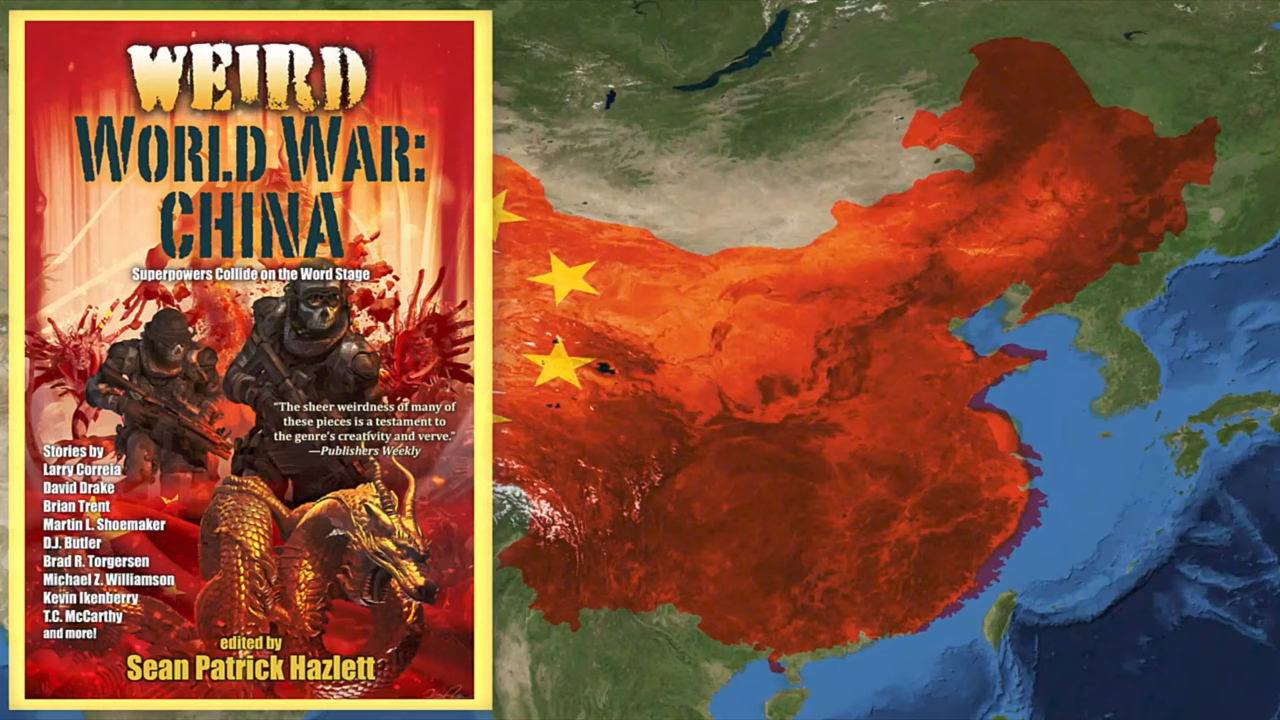 WEIRD
WORLD WAR:
CHINA
Superpowers Collide on the Word Stage
"The sheer weirdness of many of
these pieces is a testament to
the genre's creativity and verve."
—Publishers Weekly
Stories by
Larry Correia
David Drake
Brian Trent
Martin L. Shoemaker
D.J. Butler
Brad R. Torgersen
Michael Z. Williamson
Kevin Ikenberry
T.C. McCarthy
and more!
edited by
Sean Patrick Hazlett